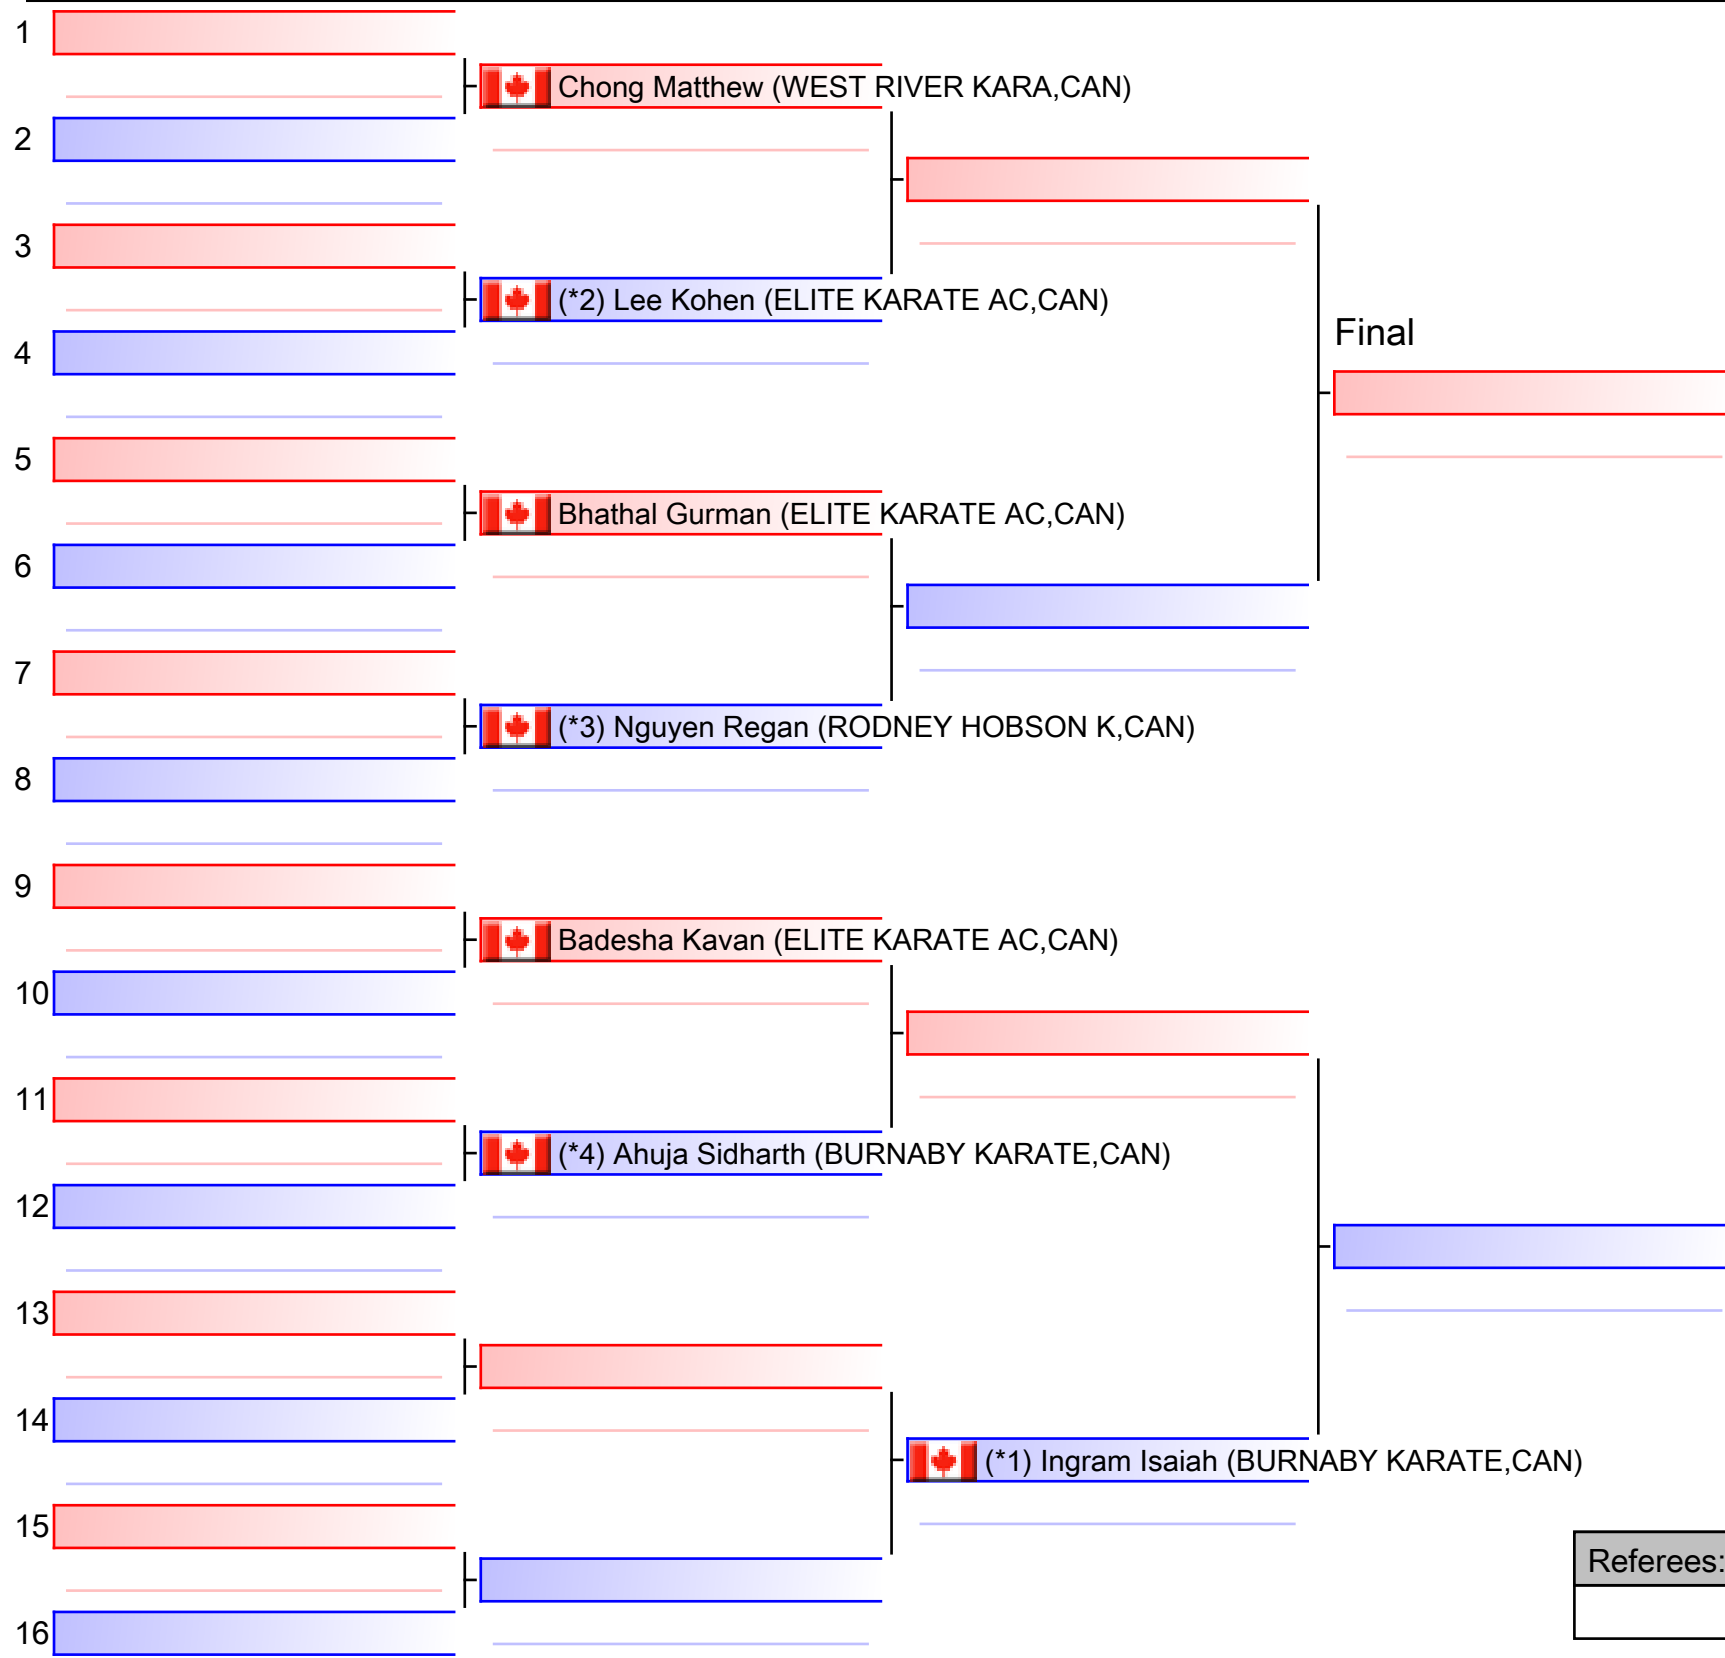 1
Chong Matthew (WEST RIVER KARA,CAN)
2
3
(*2) Lee Kohen (ELITE KARATE AC,CAN)
Final
4
5
Bhathal Gurman (ELITE KARATE AC,CAN)
6
7
(*3) Nguyen Regan (RODNEY HOBSON K,CAN)
8
9
Badesha Kavan (ELITE KARATE AC,CAN)
10
11
(*4) Ahuja Sidharth (BURNABY KARATE,CAN)
12
13
14
(*1) Ingram Isaiah (BURNABY KARATE,CAN)
15
Referees:
16